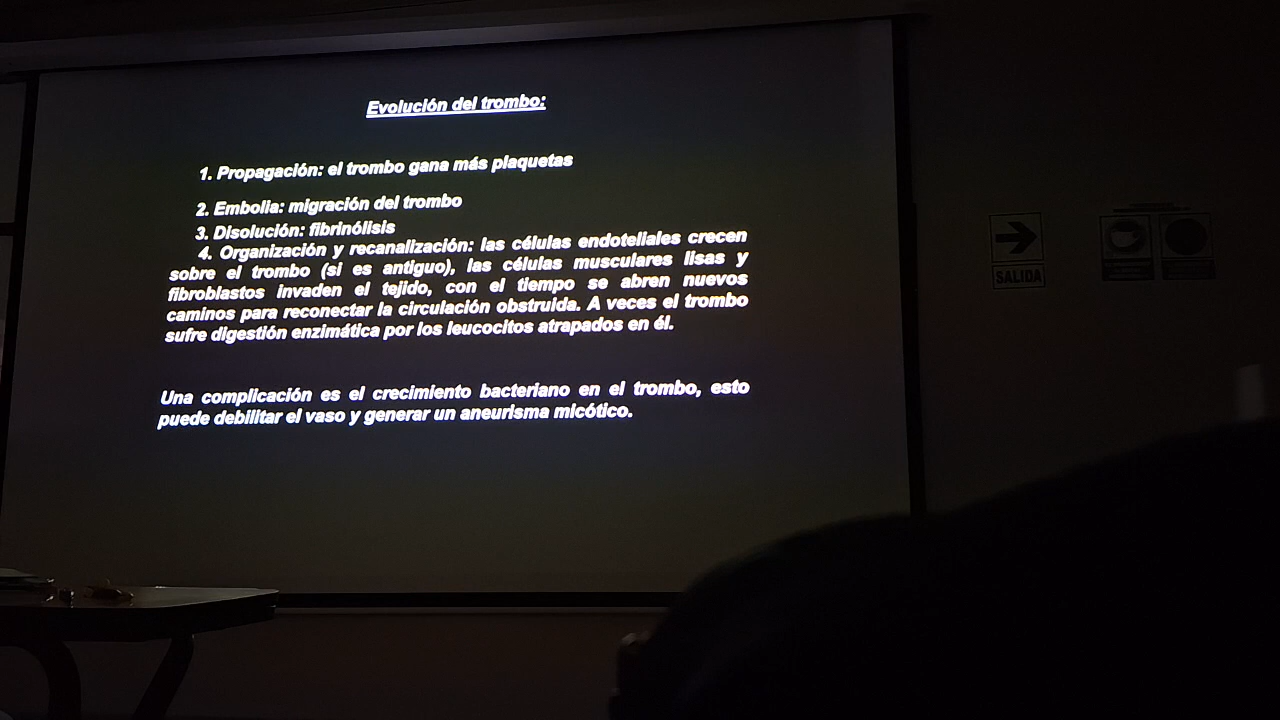 Evolución del trombo:
1. Propagación: el trombo gana más plaquetas
2. Embolia: migración del trombo
3. Disolución: fibrinólisis
4. Organización y recanalización: las células endoteliales crecen
sobre el trombo (si es antiguo), las células musculares lisas y
fibroblastos invaden el tejido, con el tiempo se abren nuevos
caminos para reconectar la circulación obstruida. A veces el trombo
sufre digestión enzimática por los leucocitos atrapados en él.
Una complicación es el crecimiento bacteriano en el trombo, esto
puede debilitar el vaso y generar un aneurisma micótico.
SALIDA